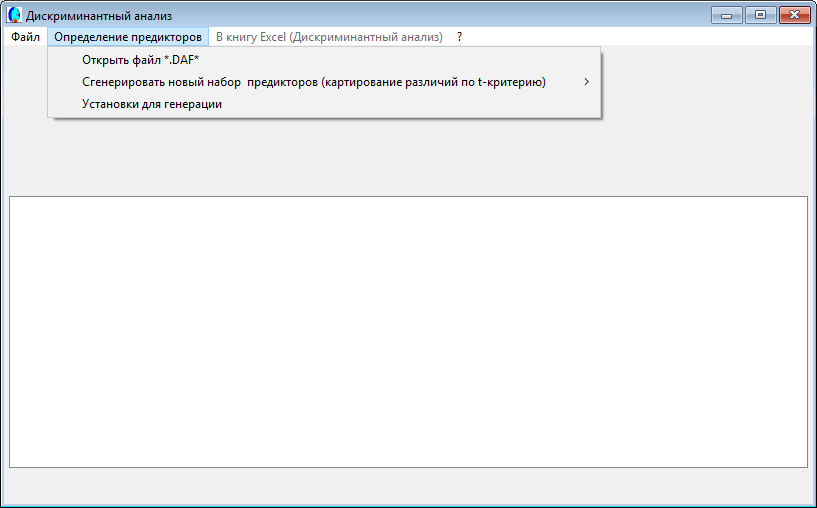 Дискриминантный анализ
Файл Определение предикторов В книгу Excel (Дискриминантный анализ) ?
Открыть файл *.DAF*
Сгенерировать новый набор  предикторов (картирование различий по t-критерию)
Установки для генерации